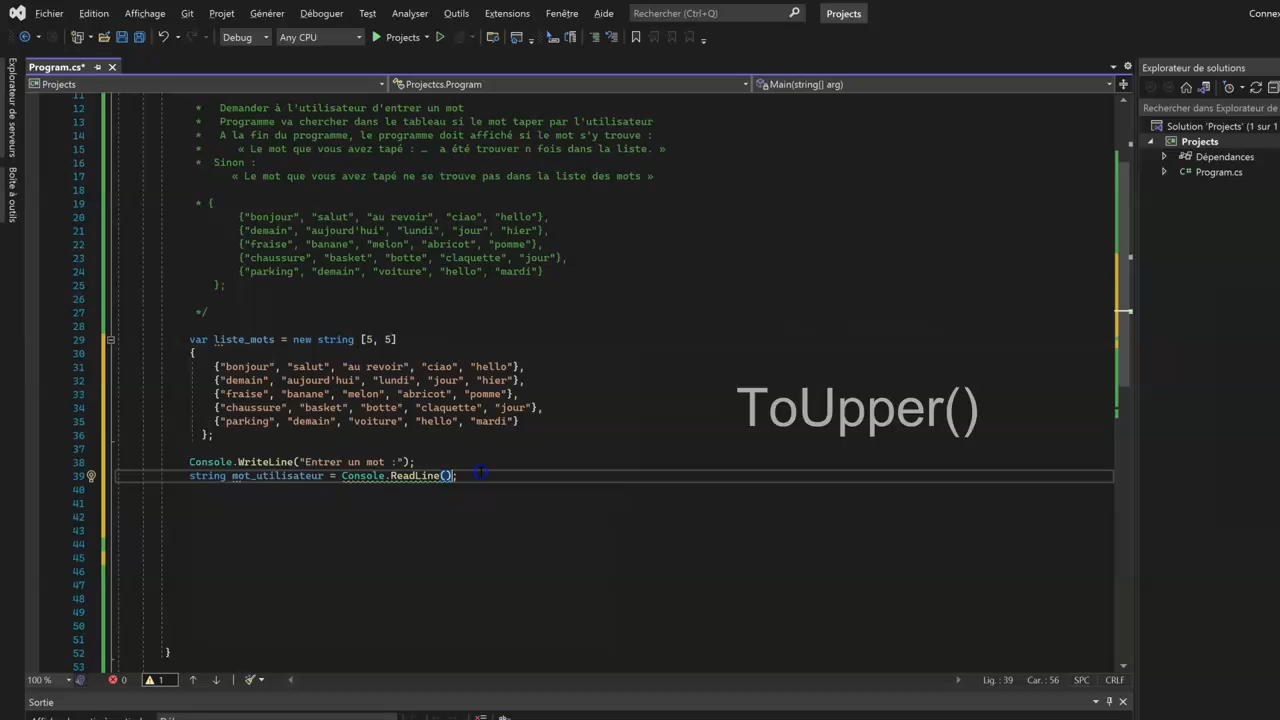 Fichier Edition Affichage Git Projet Générer Déboguer Test Analyser Outils Extensions Fenêtre Aide Rechercher (Ctrl+Q) Projects
Debug Any CPU Projects
Program.cs*
Projects Projectcs.Program Main(string[] arg)
Explorateur de serveurs
Boîte à outils
11
12 * Demander à l'utilisateur d'entrer un mot
13 * Programme va chercher dans le tableau si le mot taper par l'utilisateur
14 * A la fin du programme, le programme doit affiché si le mot s'y trouve :
15 « Le mot que vous avez tapé : … a été trouver n fois dans la liste. »
16 * Sinon :
17 « Le mot que vous avez tapé ne se trouve pas dans la liste des mots »
18
19 * {
20 {"bonjour", "salut", "au revoir", "ciao", "hello"},
21 {"demain", "aujourd'hui", "lundi", "jour", "hier"},
22 {"fraise", "banane", "melon", "abricot", "pomme"},
23 {"chaussure", "basket", "botte", "claquette", "jour"},
24 {"parking", "demain", "voiture", "hello", "mardi"}
25 };
26
27 */
28
29 var liste_mots = new string [5, 5]
30 {
31 {"bonjour", "salut", "au revoir", "ciao", "hello"},
32 {"demain", "aujourd'hui", "lundi", "jour", "hier"},
33 {"fraise", "banane", "melon", "abricot", "pomme"},
34 {"chaussure", "basket", "botte", "claquette", "jour"},
35 {"parking", "demain", "voiture", "hello", "mardi"}
36 };
37
38 Console.WriteLine("Entrer un mot :");
39 string mot_utilisateur = Console.ReadLine();
40
41
42
43
44
45
46
47
48
49
50
51
52 }
53
ToUpper()
Explorateur de solutions
Rechercher dans Explorateur de
Solution 'Projects' (1 sur 1
Projects
Dépendances
Program.cs
100 % 0 1 Lig. : 39 Car. : 56 SPC CRLF
Sortie